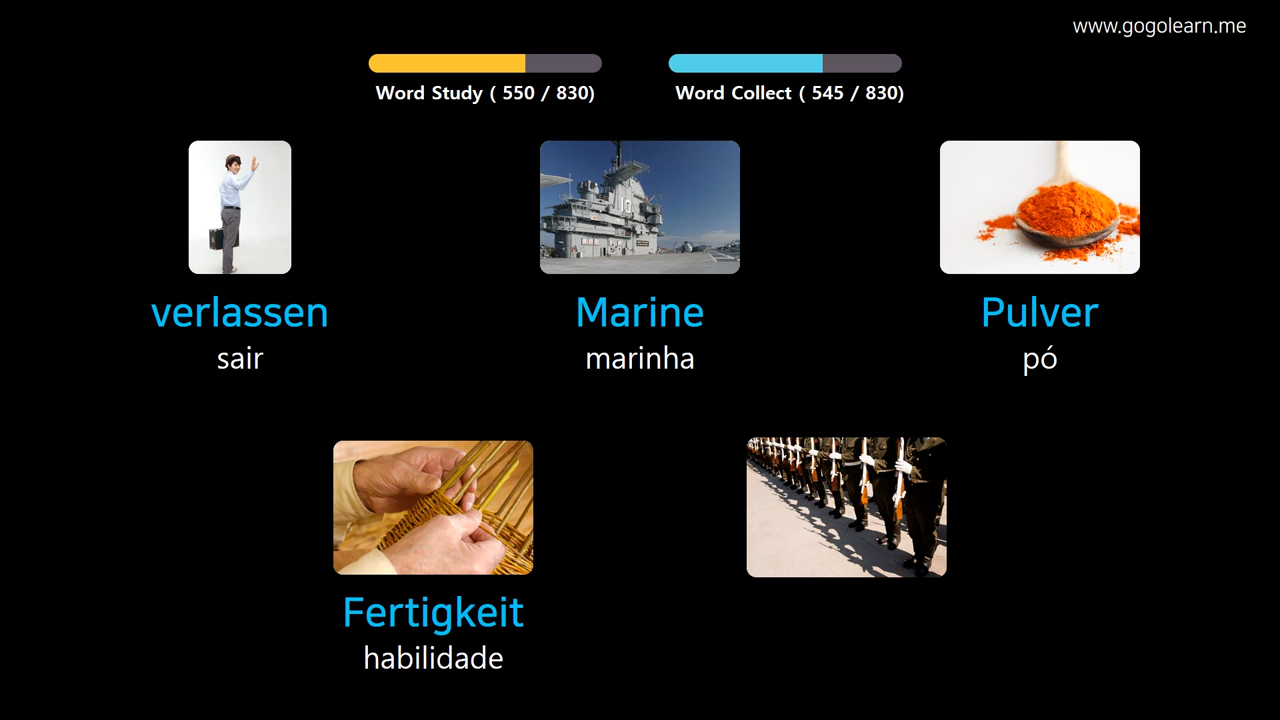 www.gogolearn.me
Word Study ( 550 / 830)
Word Collect ( 545 / 830)
verlassen
sair
Marine
marinha
Pulver
pó
Fertigkeit
habilidade